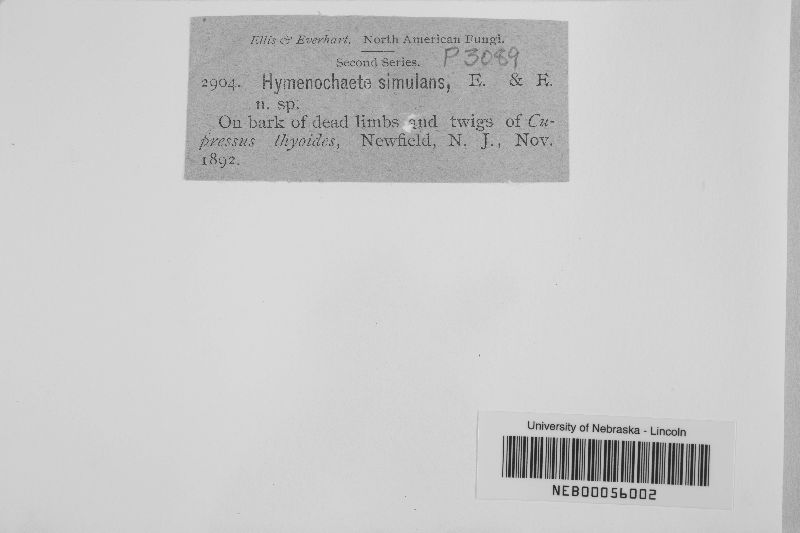 Ellis & Everhart. North American Fungi.
Second Series. P3089
2904. Hymenochaete simulans, E. & E.
n. sp.
On bark of dead limbs and twigs of Cu-
pressus thyoides, Newfield, N. J., Nov.
1892.
University of Nebraska - Lincoln
NEB00056002